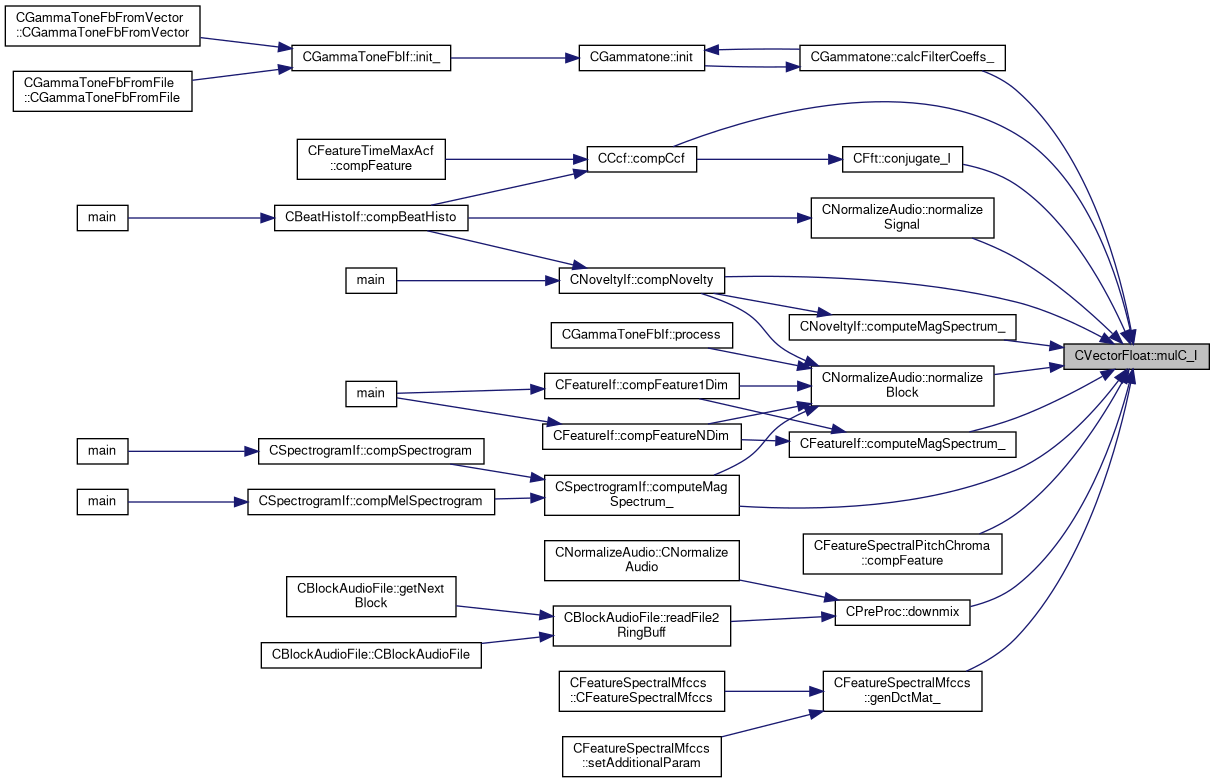 CGammaToneFbFromVector
::CGammaToneFbFromVector
CGammaToneFbIf::init_
CGammatone::init
CGammatone::calcFilterCoeffs_
CGammaToneFbFromFile
::CGammaToneFbFromFile
CFeatureTimeMaxAcf
::compFeature
CCcf::compCcf
CFft::conjugate_I
main
CBeatHistoIf::compBeatHisto
CNormalizeAudio::normalize
Signal
main
CNoveltyIf::compNovelty
CNoveltyIf::computeMagSpectrum_
CGammaToneFbIf::process
CVectorFloat::mulC_I
main
CFeatureIf::compFeature1Dim
CNormalizeAudio::normalize
Block
CFeatureIf::compFeatureNDim
CFeatureIf::computeMagSpectrum_
main
CSpectrogramIf::compSpectrogram
main
CSpectrogramIf::compMelSpectrogram
CSpectrogramIf::computeMag
Spectrum_
CFeatureSpectralPitchChroma
::compFeature
CNormalizeAudio::CNormalize
Audio
CBlockAudioFile::getNext
Block
CBlockAudioFile::readFile2
RingBuff
CPreProc::downmix
CBlockAudioFile::CBlockAudioFile
CFeatureSpectralMfccs
::CFeatureSpectralMfccs
CFeatureSpectralMfccs
::genDctMat_
CFeatureSpectralMfccs
::setAdditionalParam